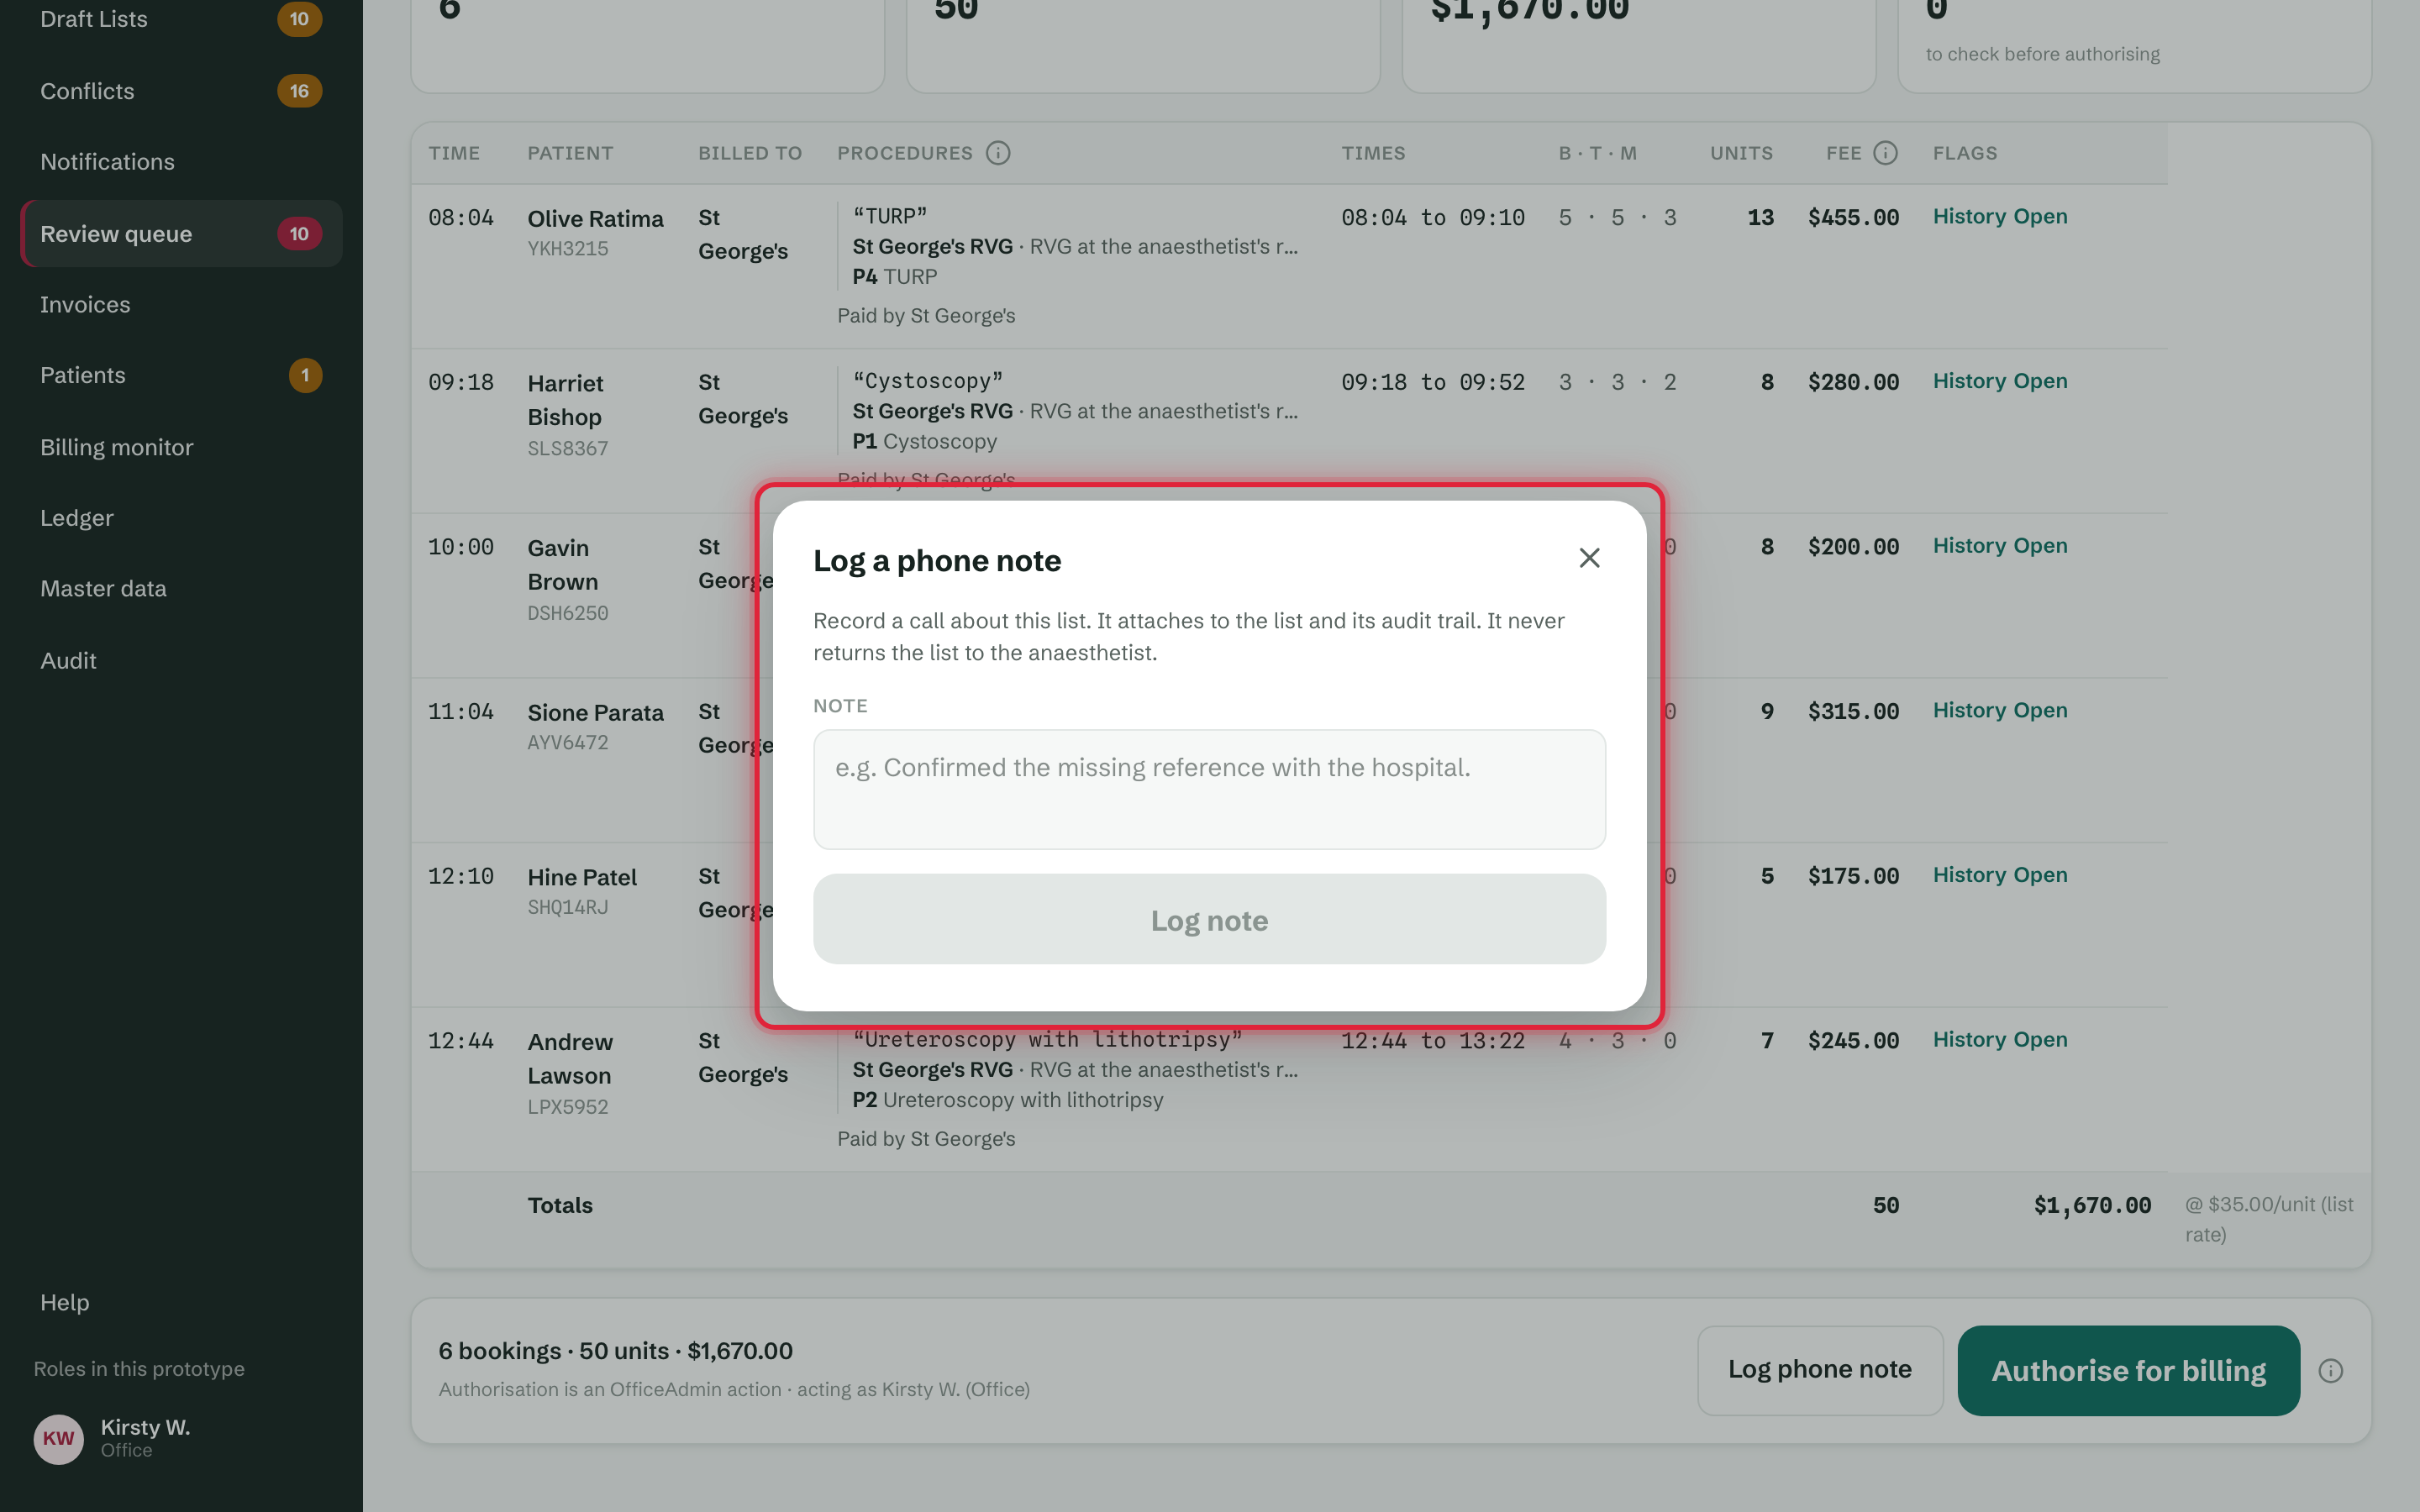 Draft Lists 10
Conflicts 16
Notifications
Review queue 10
Invoices
Patients 1
Billing monitor
Ledger
Master data
Audit
Help
Roles in this prototype
KW Kirsty W.
Office
6 50 $1,670.00 0
to check before authorising
TIME PATIENT BILLED TO PROCEDURES TIMES B · T · M UNITS FEE FLAGS
08:04 Olive Ratima St “TURP” 08:04 to 09:10 5 · 5 · 3 13 $455.00 History Open
YKH3215 George's St George's RVG · RVG at the anaesthetist's r...
P4 TURP
Paid by St George's
09:18 Harriet St “Cystoscopy” 09:18 to 09:52 3 · 3 · 2 8 $280.00 History Open
Bishop George's St George's RVG · RVG at the anaesthetist's r...
SLS8367 P1 Cystoscopy
Paid by St George's
10:00 Gavin St 0 8 $200.00 History Open
Brown George
DSH6250
11:04 Sione Parata St 0 9 $315.00 History Open
AYV6472 George
12:10 Hine Patel St 0 5 $175.00 History Open
SHQ14RJ George
12:44 Andrew St “Ureteroscopy with lithotripsy” 12:44 to 13:22 4 · 3 · 0 7 $245.00 History Open
Lawson George's St George's RVG · RVG at the anaesthetist's r...
LPX5952 P2 Ureteroscopy with lithotripsy
Paid by St George's
Totals 50 $1,670.00 @ $35.00/unit (list
rate)
Log a phone note
Record a call about this list. It attaches to the list and its audit trail. It never
returns the list to the anaesthetist.
NOTE
e.g. Confirmed the missing reference with the hospital.
Log note
6 bookings · 50 units · $1,670.00
Authorisation is an OfficeAdmin action · acting as Kirsty W. (Office)
Log phone note
Authorise for billing